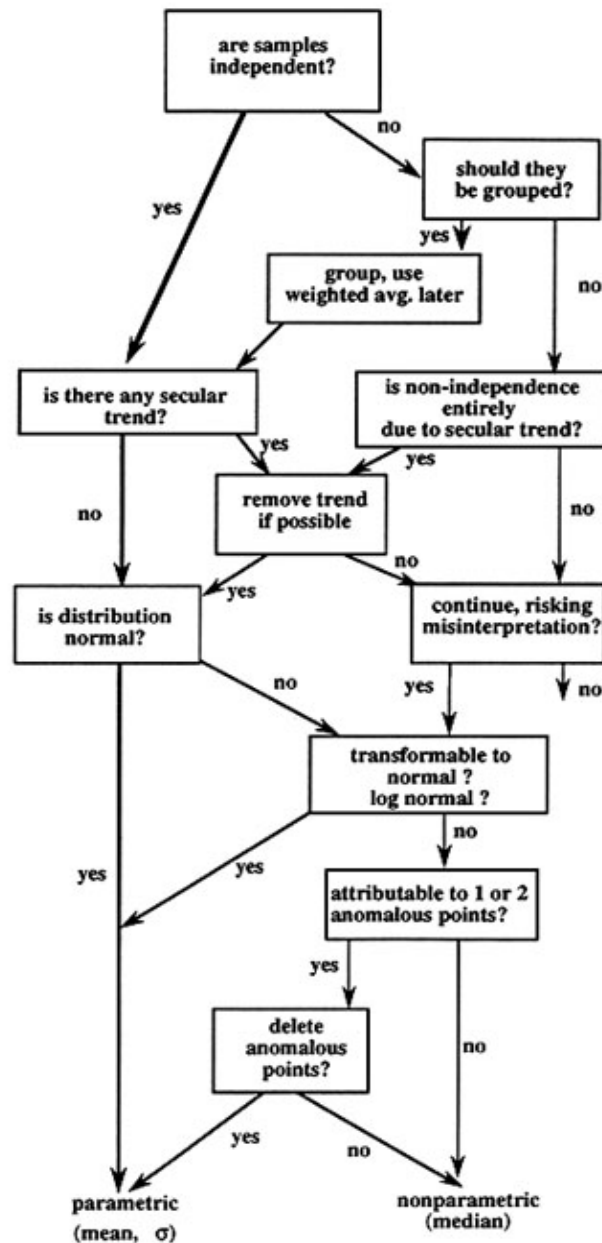 are samples
independent?
no
should they
be grouped?
yes
yes
group, use
weighted avg. later
no
is there any secular
trend?
is non-independence
entirely
due to secular trend?
yes
yes
remove trend
if possible
no
no
yes
no
is distribution
normal?
continue, risking
misinterpretation?
no
yes
no
transformable to
normal ?
log normal ?
yes
yes
no
attributable to 1 or 2
anomalous points?
yes
delete
anomalous
points?
no
yes
no
parametric
(mean, σ)
nonparametric
(median)